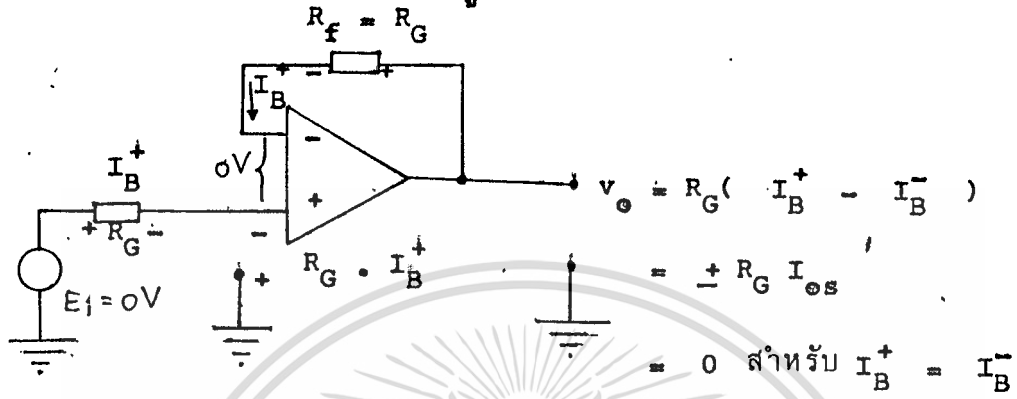 R_f = R_G
+ - +
I_B
-
0V{
I_B^+
+ R_G -
+
-
v_o = R_G( I_B^+ - I_B^- )
+ R_G . I_B^+
= ± R_G I_os
E_i=0V
= 0 สำหรับ I_B^+ = I_B^-